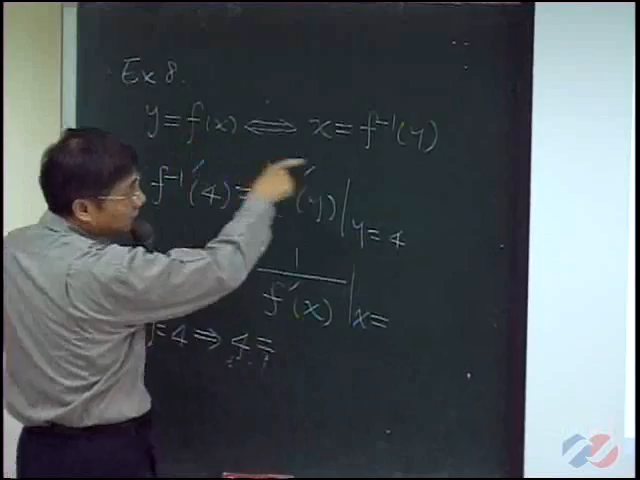 Ex 8.
y = f(x) ⟺ x = f⁻¹(y)
f⁻¹′(4) = ′(y)|y=4
1/f′(x)|x=
= 4 ⟹ 4 =